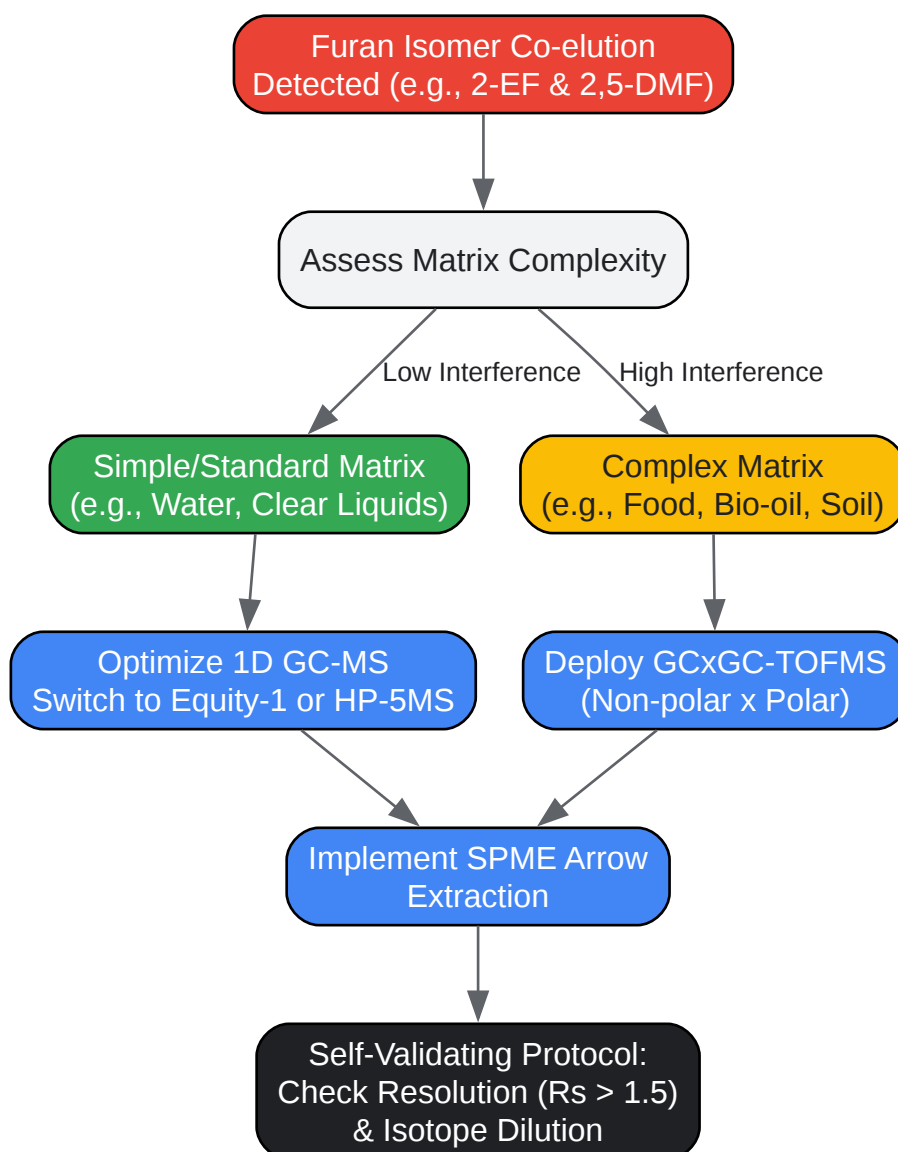 Furan Isomer Co-elution
Detected (e.g., 2-EF & 2,5-DMF)
Assess Matrix Complexity
Low Interference
High Interference
Simple/Standard Matrix
(e.g., Water, Clear Liquids)
Complex Matrix
(e.g., Food, Bio-oil, Soil)
Optimize 1D GC-MS
Switch to Equity-1 or HP-5MS
Deploy GCxGC-TOFMS
(Non-polar x Polar)
Implement SPME Arrow
Extraction
Self-Validating Protocol:
Check Resolution (Rs > 1.5)
& Isotope Dilution